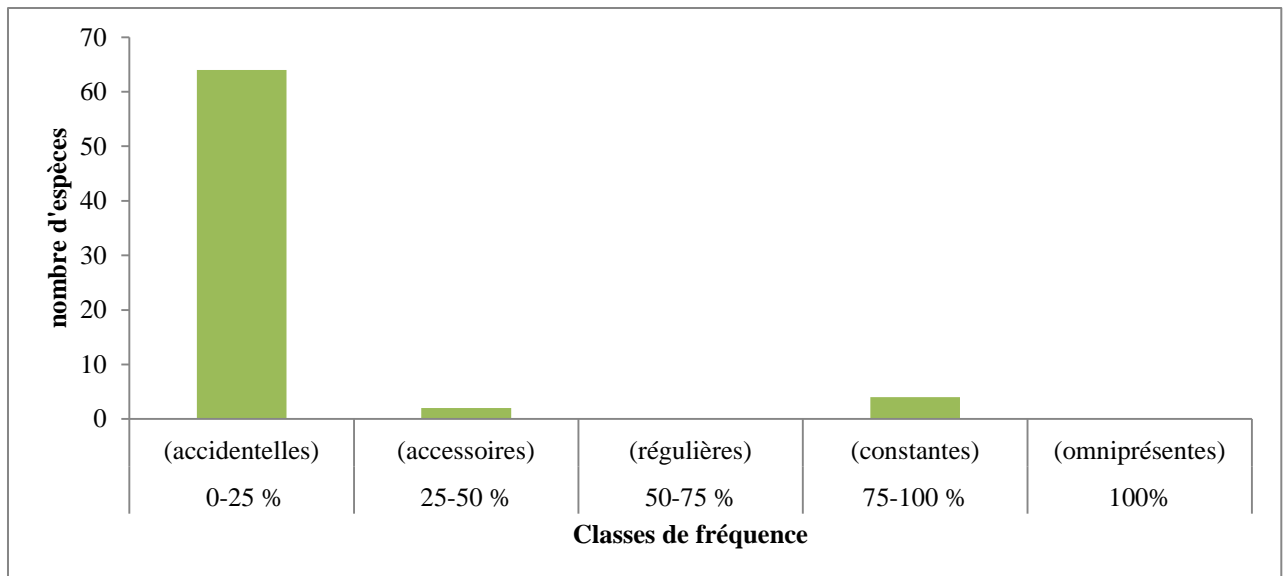 70
60
50
40
30
20
10
0
nombre d'espèces
(accidentelles) (accessoires) (régulières) (constantes) (omniprésentes)
0-25 % 25-50 % 50-75 % 75-100 % 100%
Classes de fréquence